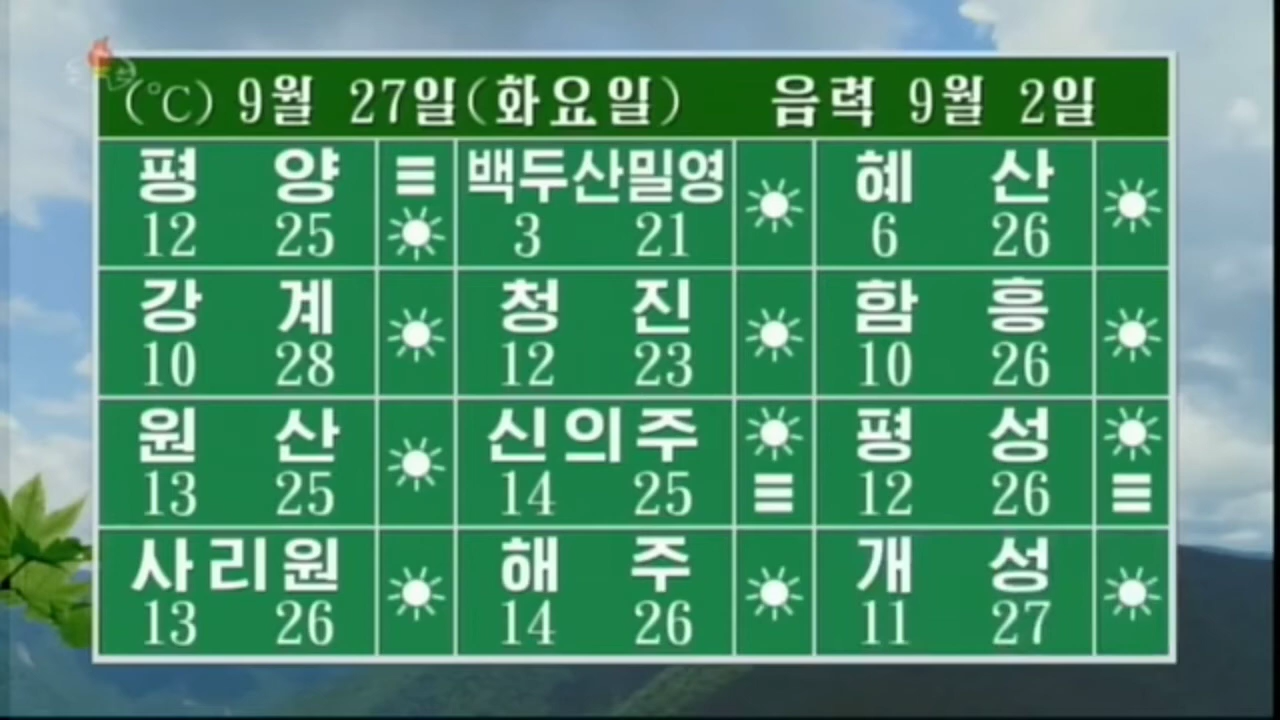 (℃) 9월 27일(화요일) 음력 9월 2일
평양 백두산밀영 혜산
12 25 3 21 6 26
강계 청진 함흥
10 28 12 23 10 26
원산 신의주 평성
13 25 14 25 12 26
사리원 해주 개성
13 26 14 26 11 27